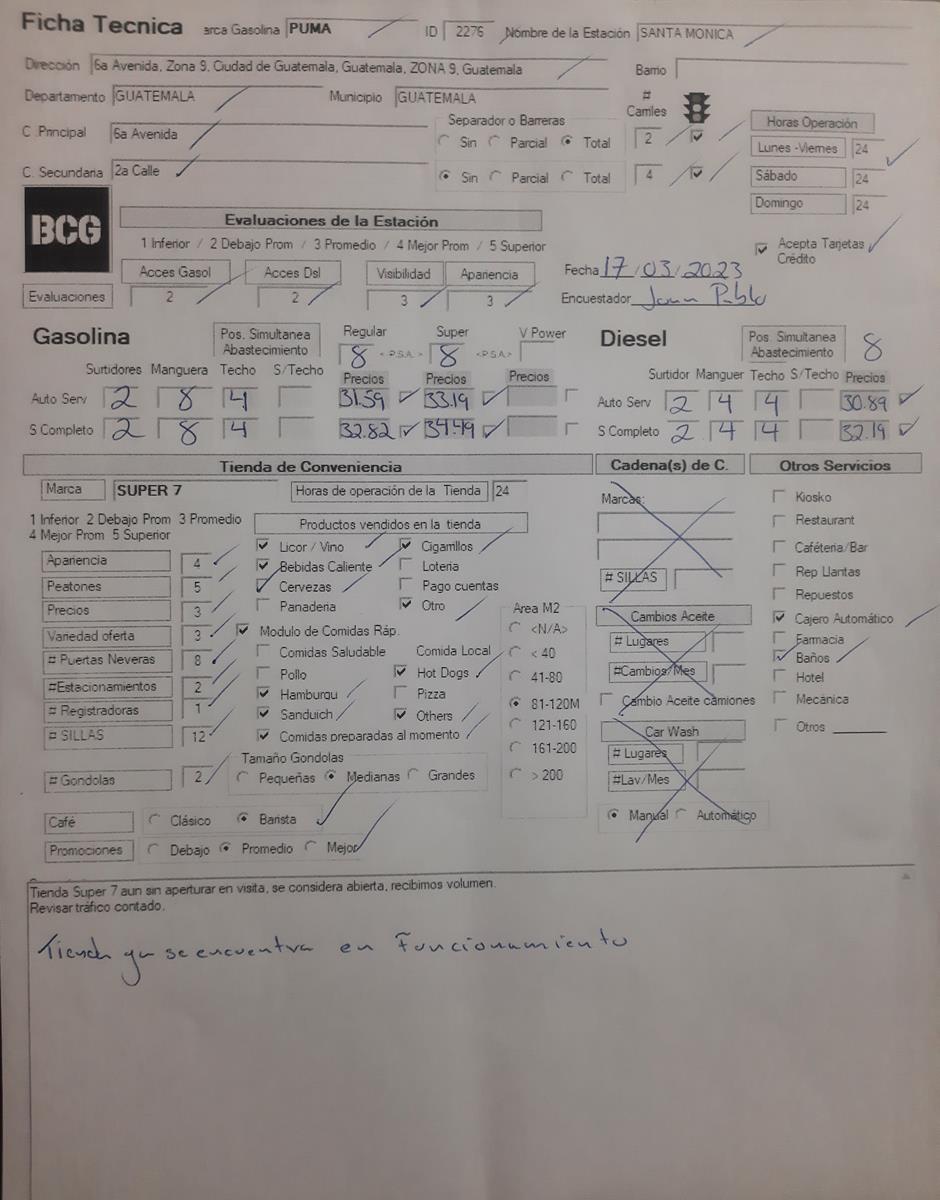 Ficha Tecnica arca Gasolina PUMA ID 2276 Nombre de la Estación SANTA MONICA
Dirección 6a Avenida, Zona 9, Ciudad de Guatemala, Guatemala, ZONA 9, Guatemala Barrio
Departamento GUATEMALA Municipio GUATEMALA # Carriles
C .Principal 6a Avenida Separador o Barreras Sin Parcial Total 2
C. Secundaria 2a Calle Sin Parcial Total 4
Horas Operación
Lunes -Viernes 24
Sábado 24
Domingo 24
BCG
Evaluaciones de la Estación
1 Inferior / 2 Debajo Prom / 3 Promedio / 4 Mejor Prom / 5 Superior
Acepta Tarjetas Crédito
Acces Gasol Acces Dsl Visibilidad Apariencia
Evaluaciones 2 2 3 3
Fecha 17/03/2023
Encuestador Juan Pablo
Gasolina Pos. Simultanea Abastecimiento Regular Super V Power
8 < P.S.A. > 8 <P.S.A.>
Surtidores Manguera Techo S/Techo Precios Precios Precios
Auto Serv 2 8 4 31.59 33.19
S Completo 2 8 4 32.82 34.49
Diesel Pos. Simultanea Abastecimiento 8
Surtidor Manguer Techo S/Techo Precios
Auto Serv 2 4 4 30.89
S Completo 2 4 4 32.19
Tienda de Conveniencia
Marca SUPER 7 Horas de operación de la Tienda 24
1 Inferior 2 Debajo Prom 3 Promedio
4 Mejor Prom 5 Superior
Apariencia 4
Peatones 5
Precios 3
Variedad oferta 3
# Puertas Neveras 8
#Estacionamientos 2
# Registradoras 1
# SILLAS 12
# Gondolas 2
Productos vendidos en la tienda
Licor / Vino Cigarrillos
Bebidas Caliente Loteria
Cervezas Pago cuentas
Panaderia Otro
Modulo de Comidas Ráp.
Comidas Saludable Comida Local
Pollo Hot Dogs
Hamburgu Pizza
Sanduich Others
Comidas preparadas al momento
Tamaño Gondolas
Pequeñas Medianas Grandes
Area M2
<N/A>
< 40
41-80
81-120M
121-160
161-200
> 200
Café Clásico Barista
Promociones Debajo Promedio Mejor
Cadena(s) de C.
Marcas:
# SILLAS
Cambios Aceite
# Lugares
#Cambios/Mes
Cambio Aceite camiones
Car Wash
# Lugares
#Lav/Mes
Manual Automático
Otros Servicios
Kiosko
Restaurant
Caféteria/Bar
Rep Llantas
Repuestos
Cajero Automático
Farmacia
Baños
Hotel
Mecánica
Otros
Tienda Super 7 aun sin aperturar en visita, se considera abierta, recibimos volumen.
Revisar tráfico contado.
Tienda ya se encuentra en Funcionamiento